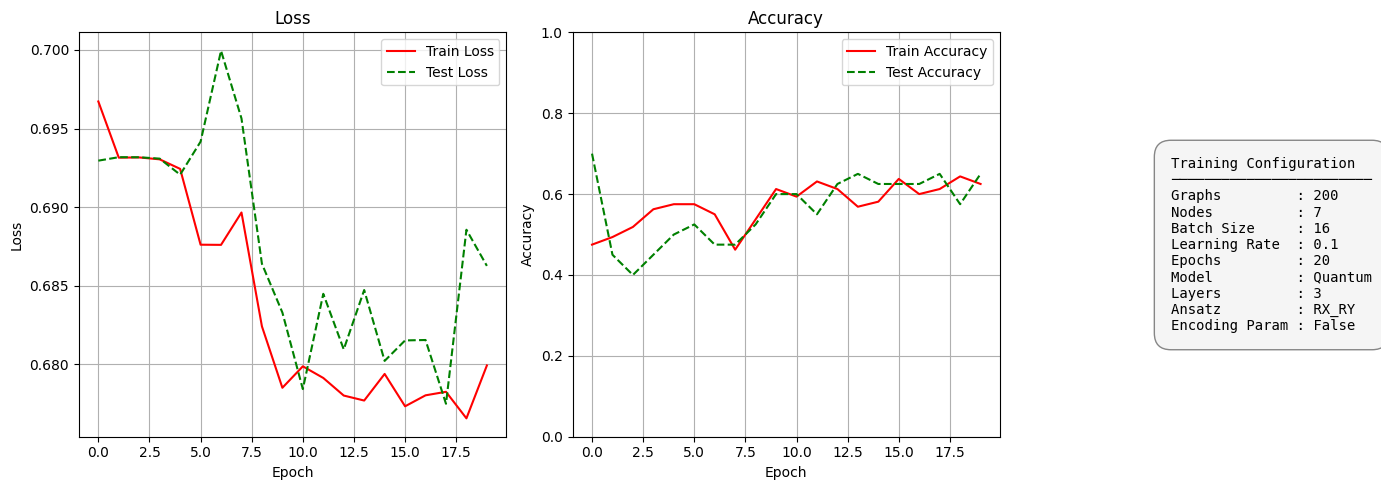 Loss
0.700
0.695
0.690
0.685
0.680
Loss
Train Loss
Test Loss
0.0 2.5 5.0 7.5 10.0 12.5 15.0 17.5
Epoch
Accuracy
1.0
0.8
0.6
0.4
0.2
0.0
Accuracy
Train Accuracy
Test Accuracy
0.0 2.5 5.0 7.5 10.0 12.5 15.0 17.5
Epoch
Training Configuration
Graphs : 200
Nodes : 7
Batch Size : 16
Learning Rate : 0.1
Epochs : 20
Model : Quantum
Layers : 3
Ansatz : RX_RY
Encoding Param : False